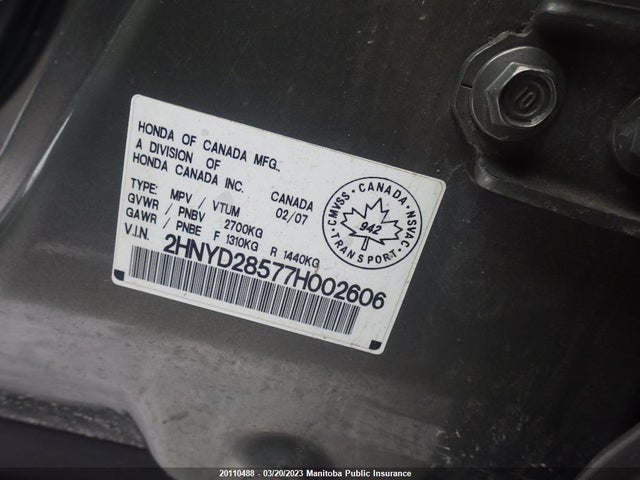 HONDA OF CANADA MFG.,
A DIVISION OF
HONDA CANADA INC.
TYPE: MPV / VTUM CANADA
GVWR / PNBV 2700KG 02/07
GAWR / PNBE F 1310KG R 1440KG
V.I.N. 2HNYD28577H002606
CMVSS · CANADA · NSVAC
942
TRANSPORT
10
20110488 — 03/20/2023 Manitoba Public Insurance